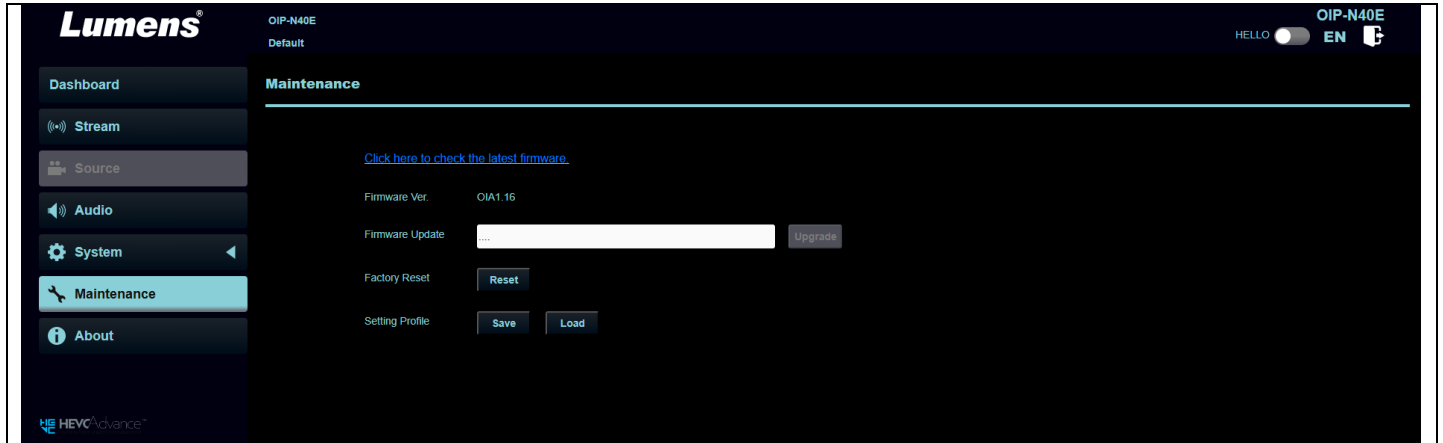 Lumens®
OIP-N40E
Default
OIP-N40E
HELLO
EN
Dashboard
Stream
Source
Audio
System
Maintenance
About
HEVCAdvance™
Maintenance
Click here to check the latest firmware.
Firmware Ver. OIA1.16
Firmware Update .... Upgrade
Factory Reset Reset
Setting Profile Save Load